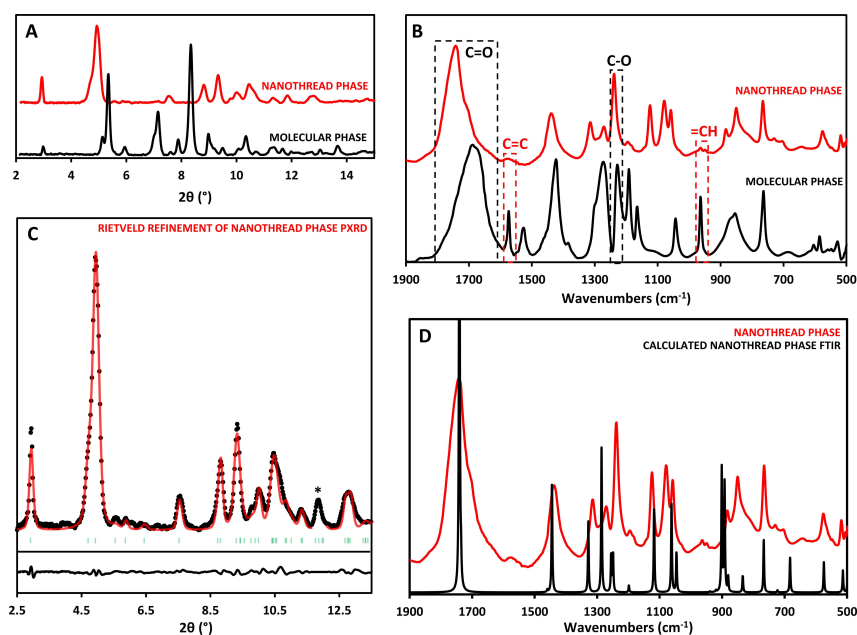 A
NANOTHREAD PHASE
MOLECULAR PHASE
2 4 6 8 10 12 14
2θ (°)
B
C=O
C-O
NANOTHREAD PHASE
C=C
=CH
MOLECULAR PHASE
1900 1700 1500 1300 1100 900 700 500
Wavenumbers (cm-1)
C
RIETVELD REFINEMENT OF NANOTHREAD PHASE PXRD
*
2.5 4.5 6.5 8.5 10.5 12.5
2θ (°)
D
NANOTHREAD PHASE
CALCULATED NANOTHREAD PHASE FTIR
1900 1700 1500 1300 1100 900 700 500
Wavenumbers (cm-1)